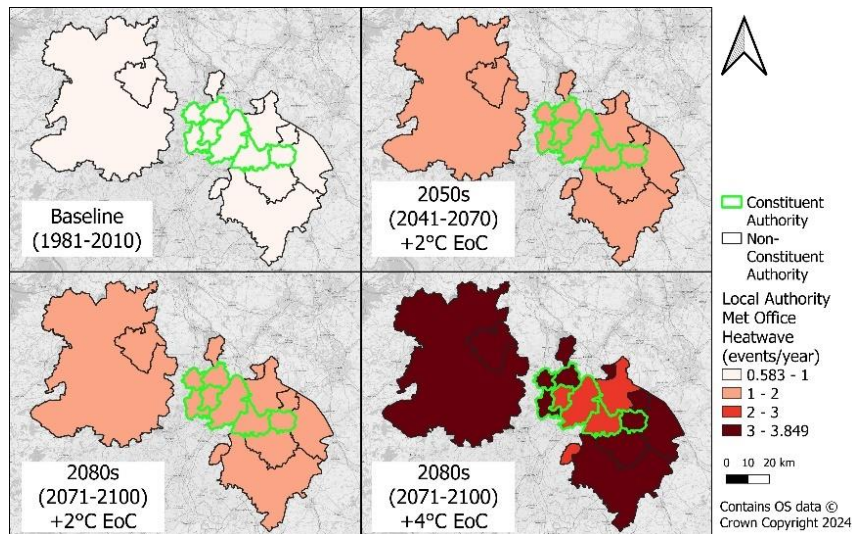 Baseline
(1981-2010)
2050s
(2041-2070)
+2°C EoC
2080s
(2071-2100)
+2°C EoC
2080s
(2071-2100)
+4°C EoC
Constituent
Authority
Non-
Constituent
Authority
Local Authority
Met Office
Heatwave
(events/year)
0.583 - 1
1 - 2
2 - 3
3 - 3.849
0 10 20 km
Contains OS data ©
Crown Copyright 2024